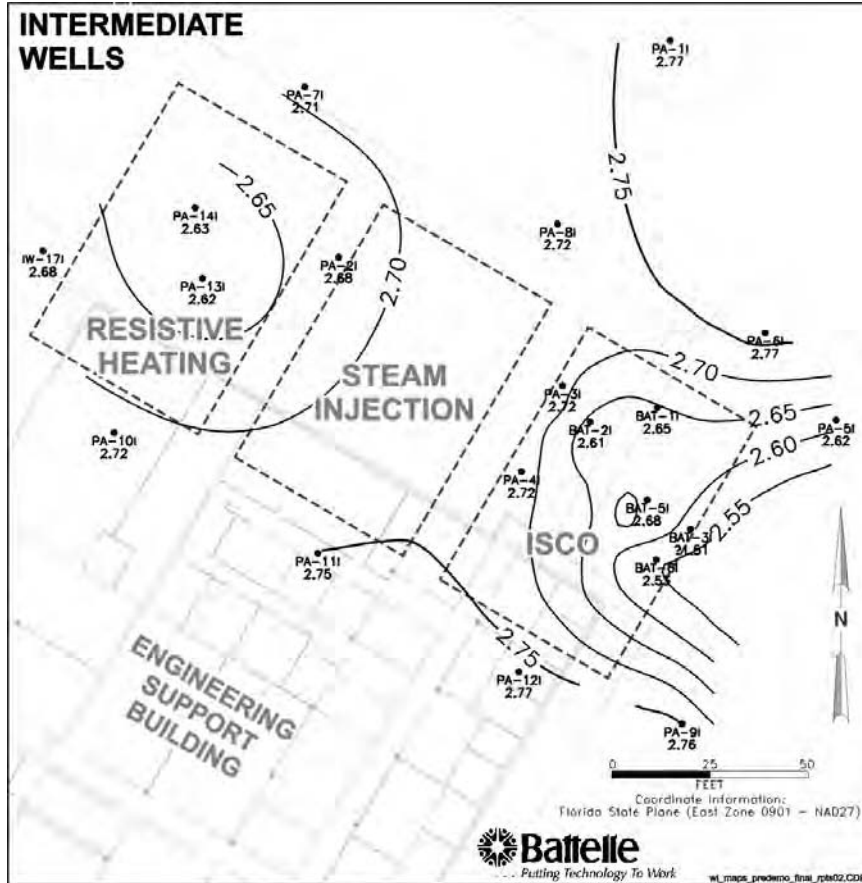 INTERMEDIATE
WELLS
PA-1I
2.77
PA-7I
2.71
2.75
2.65
PA-14I
2.63
PA-8I
2.72
IW-17I
2.68
PA-2I
2.68
PA-13I
2.62
2.70
RESISTIVE
HEATING
PA-6I
2.77
STEAM
INJECTION
2.70
PA-3I
2.72
BAT-1I
2.65
2.65
BAT-2I
2.61
PA-5I
2.62
PA-10I
2.72
2.60
PA-4I
2.72
2.55
BAT-5I
2.68
BAT-3I
ISCO
2.53
PA-11I
2.75
N
2.75
ENGINEERING
SUPPORT
BUILDING
PA-12I
2.77
PA-9I
2.76
0 25 50
FEET
Coordinate Information:
Florida State Plane (East Zone 0901 - NAD27)
Battelle
... Putting Technology To Work